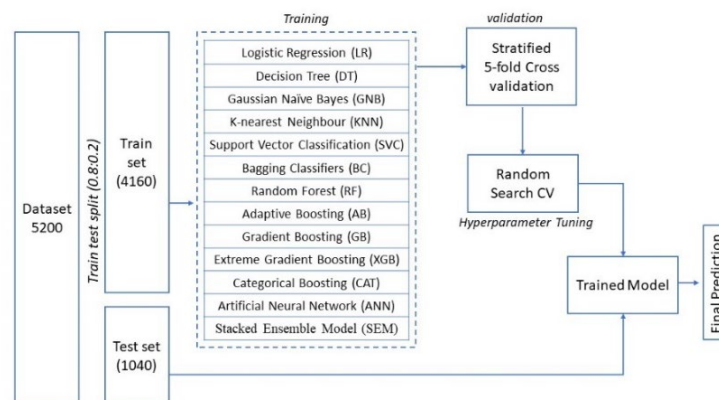 Training
validation
Dataset
5200
Train test split (0.8:0.2)
Train
set
(4160)
Test set
(1040)
Logistic Regression (LR)
Decision Tree (DT)
Gaussian Naïve Bayes (GNB)
K-nearest Neighbour (KNN)
Support Vector Classification (SVC)
Bagging Classifiers (BC)
Random Forest (RF)
Adaptive Boosting (AB)
Gradient Boosting (GB)
Extreme Gradient Boosting (XGB)
Categorical Boosting (CAT)
Artificial Neural Network (ANN)
Stacked Ensemble Model (SEM)
Stratified
5-fold Cross
validation
Random
Search CV
Hyperparameter Tuning
Trained Model
Final Prediction